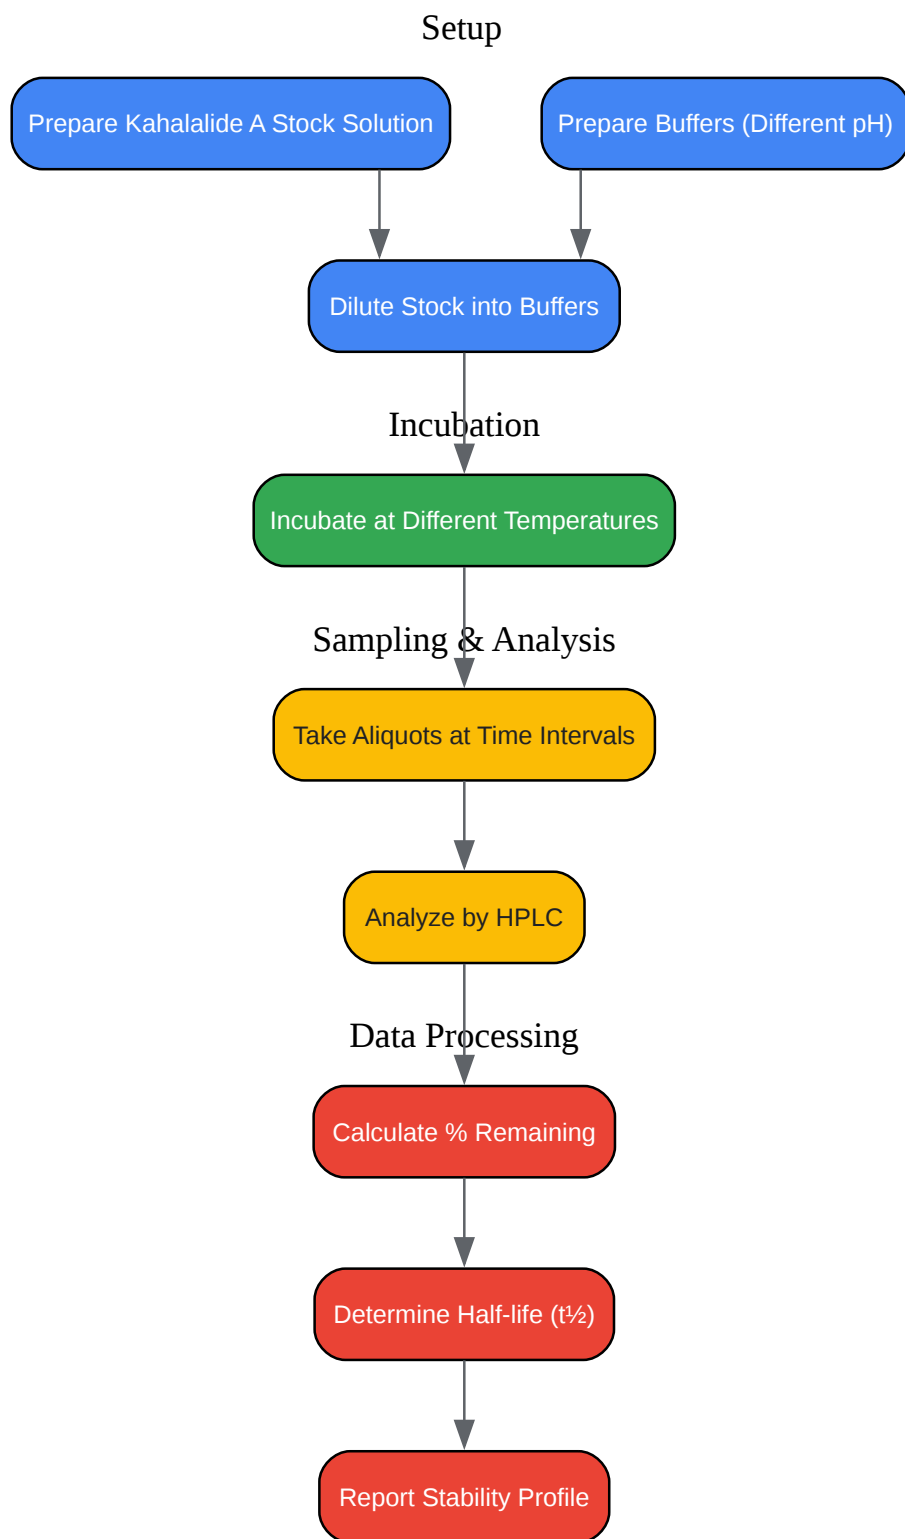 Setup
Prepare Kahalalide A Stock Solution
Prepare Buffers (Different pH)
Dilute Stock into Buffers
Incubation
Incubate at Different Temperatures
Sampling & Analysis
Take Aliquots at Time Intervals
Analyze by HPLC
Data Processing
Calculate % Remaining
Determine Half-life (t½)
Report Stability Profile